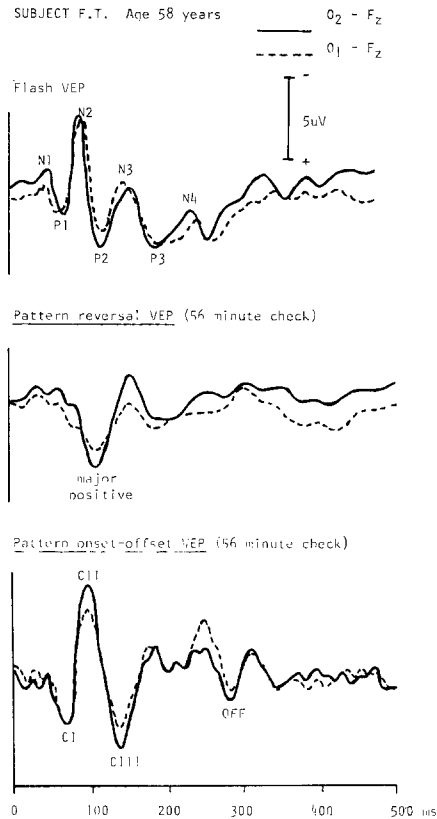 SUBJECT F.T. Age 58 years
O2 - Fz
O1 - Fz
Flash VEP
-
5uV
+
N1
N2
N3
N4
P1
P2
P3
Pattern reversal VEP (56 minute check)
major
positive
Pattern onset-offset VEP (56 minute check)
CII
CI
CIII
OFF
0 100 200 300 400 500 ms